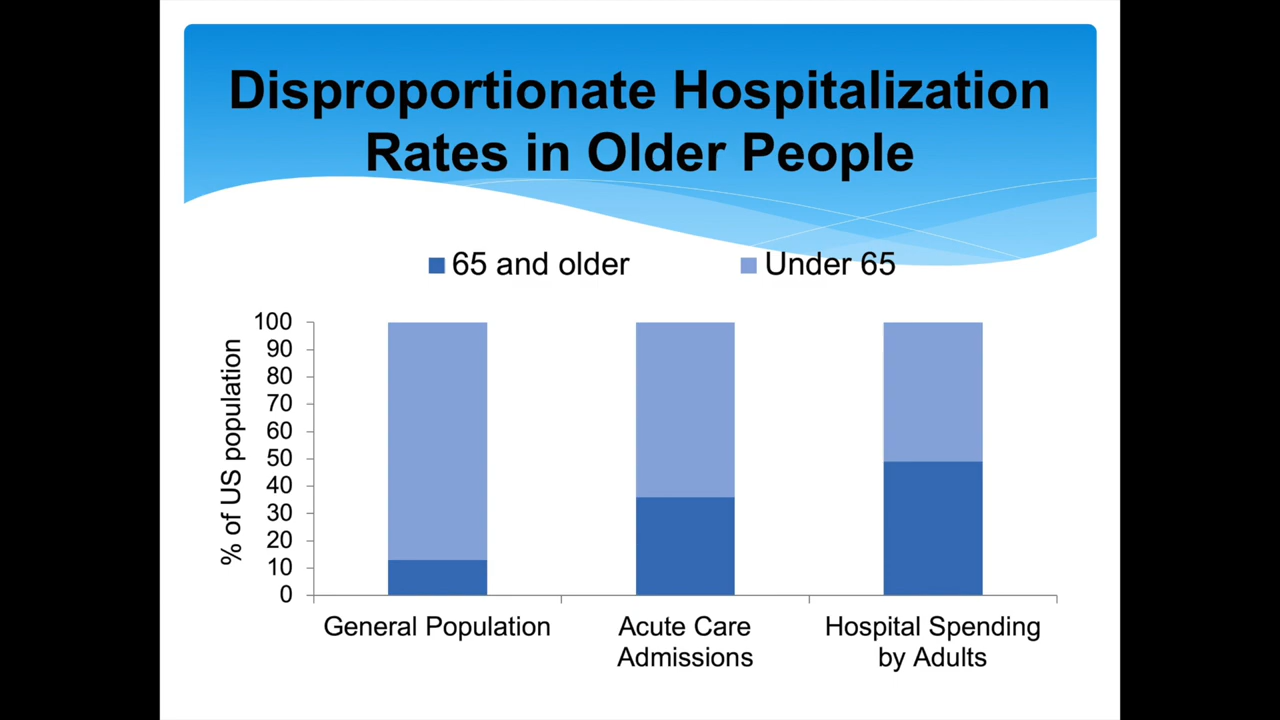 Disproportionate Hospitalization
Rates in Older People
65 and older
Under 65
% of US population
100
90
80
70
60
50
40
30
20
10
0
General Population
Acute Care
Admissions
Hospital Spending
by Adults